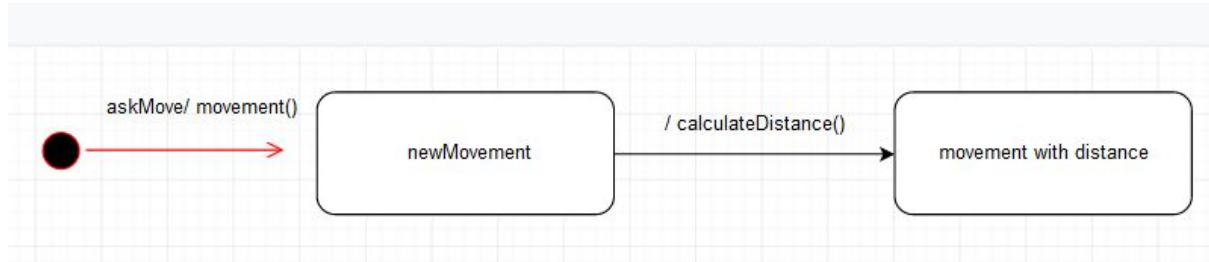 askMove/ movement()
newMovement
/ calculateDistance()
movement with distance